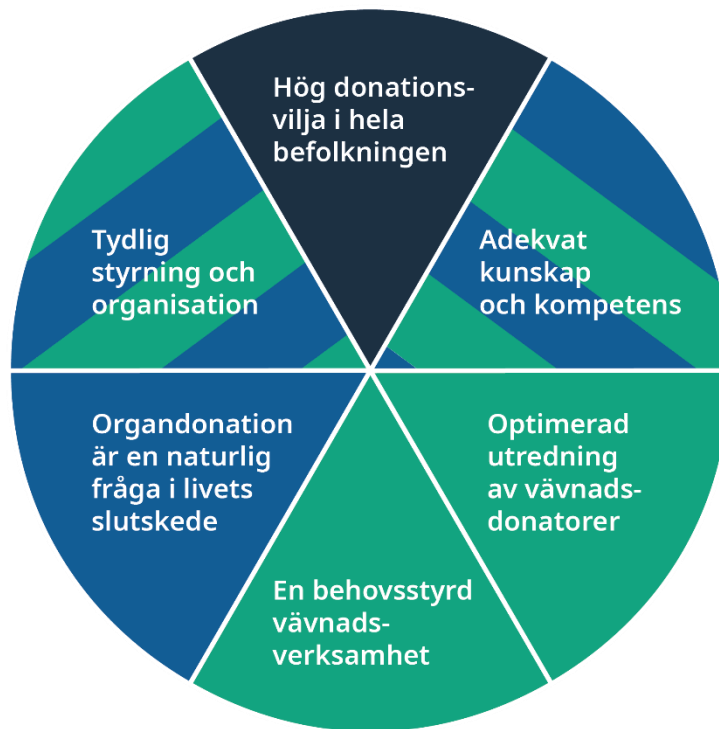 Hög donations-
vilja i hela
befolkningen
Tydlig
styrning och
organisation
Adekvat
kunskap
och kompetens
Organdonation
är en naturlig
fråga i livets
slutskede
Optimerad
utredning
av vävnads-
donatorer
En behovsstyrd
vävnads-
verksamhet